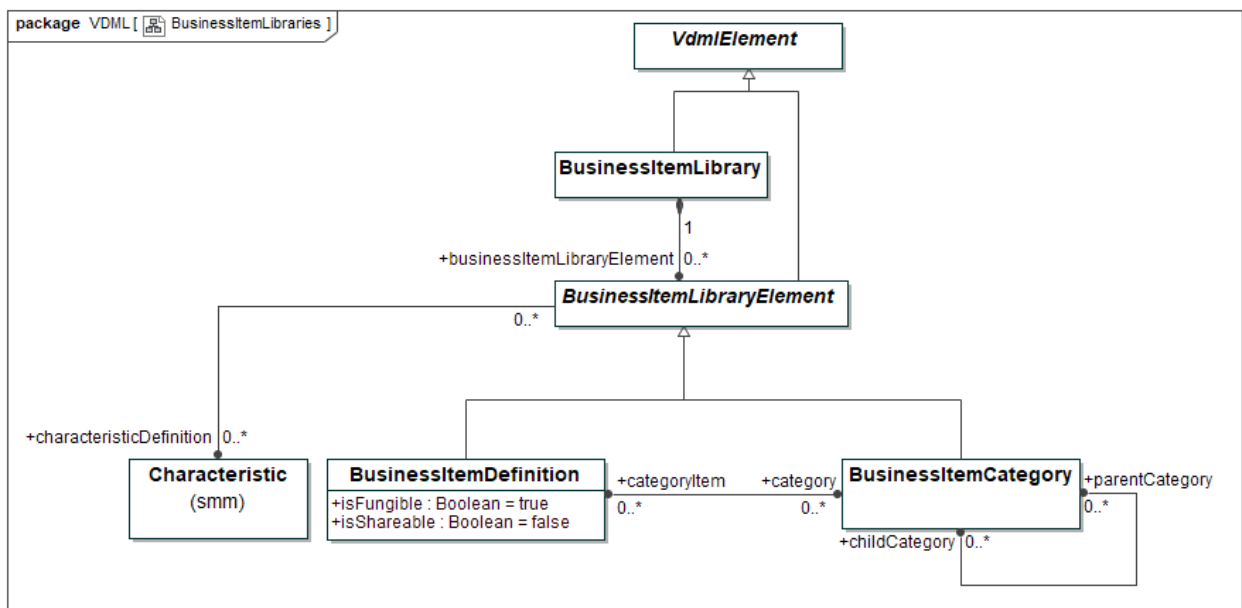 package VDML [ BusinessItemLibraries ]
VdmlElement
BusinessItemLibrary
1
+businessItemLibraryElement 0..*
BusinessItemLibraryElement
0..*
+characteristicDefinition 0..*
Characteristic
(smm)
BusinessItemDefinition
+isFungible : Boolean = true
+isShareable : Boolean = false
+categoryItem
0..*
+category
0..*
BusinessItemCategory
+parentCategory
0..*
+childCategory 0..*